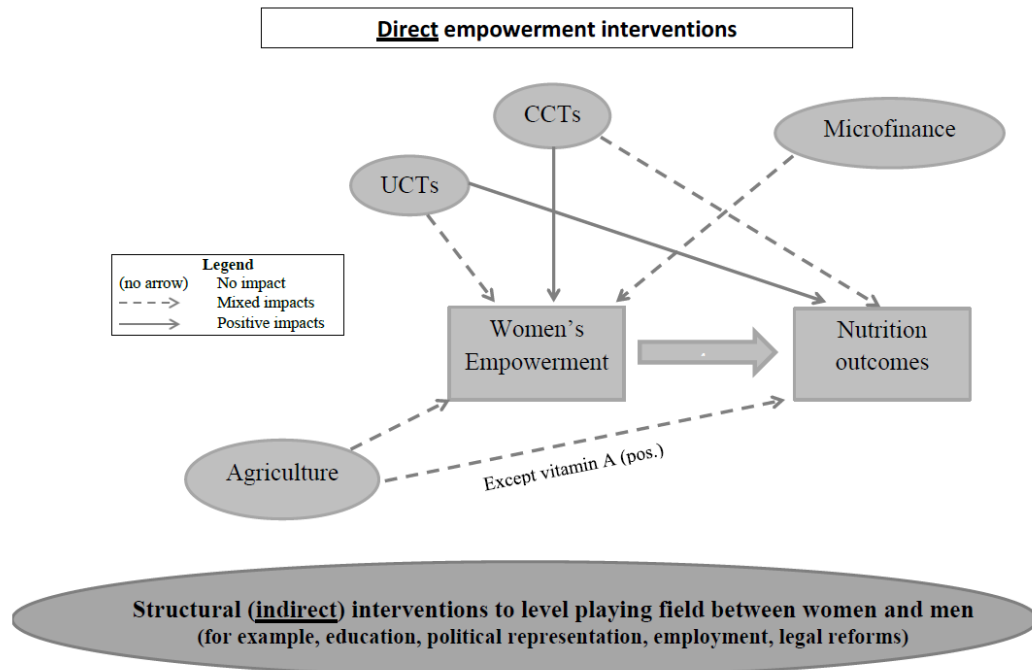 Direct empowerment interventions
CCTs
Microfinance
UCTs
Legend
(no arrow) No impact
Mixed impacts
Positive impacts
Women’s
Empowerment
Nutrition
outcomes
Agriculture
Except vitamin A (pos.)
Structural (indirect) interventions to level playing field between women and men
(for example, education, political representation, employment, legal reforms)